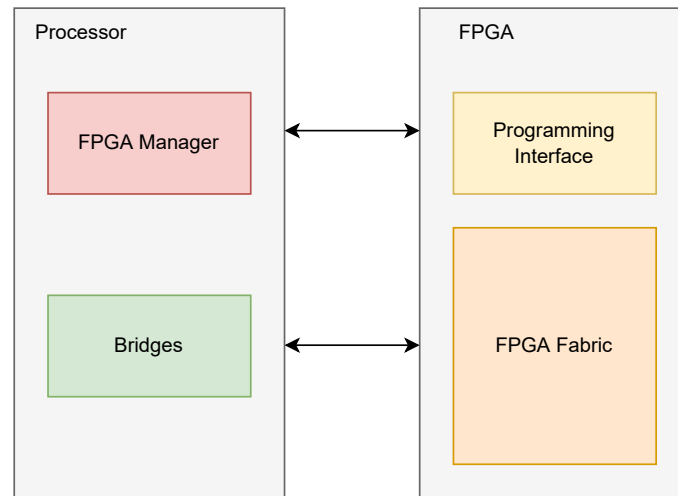 Processor
FPGA
FPGA Manager
Programming
Interface
Bridges
FPGA Fabric